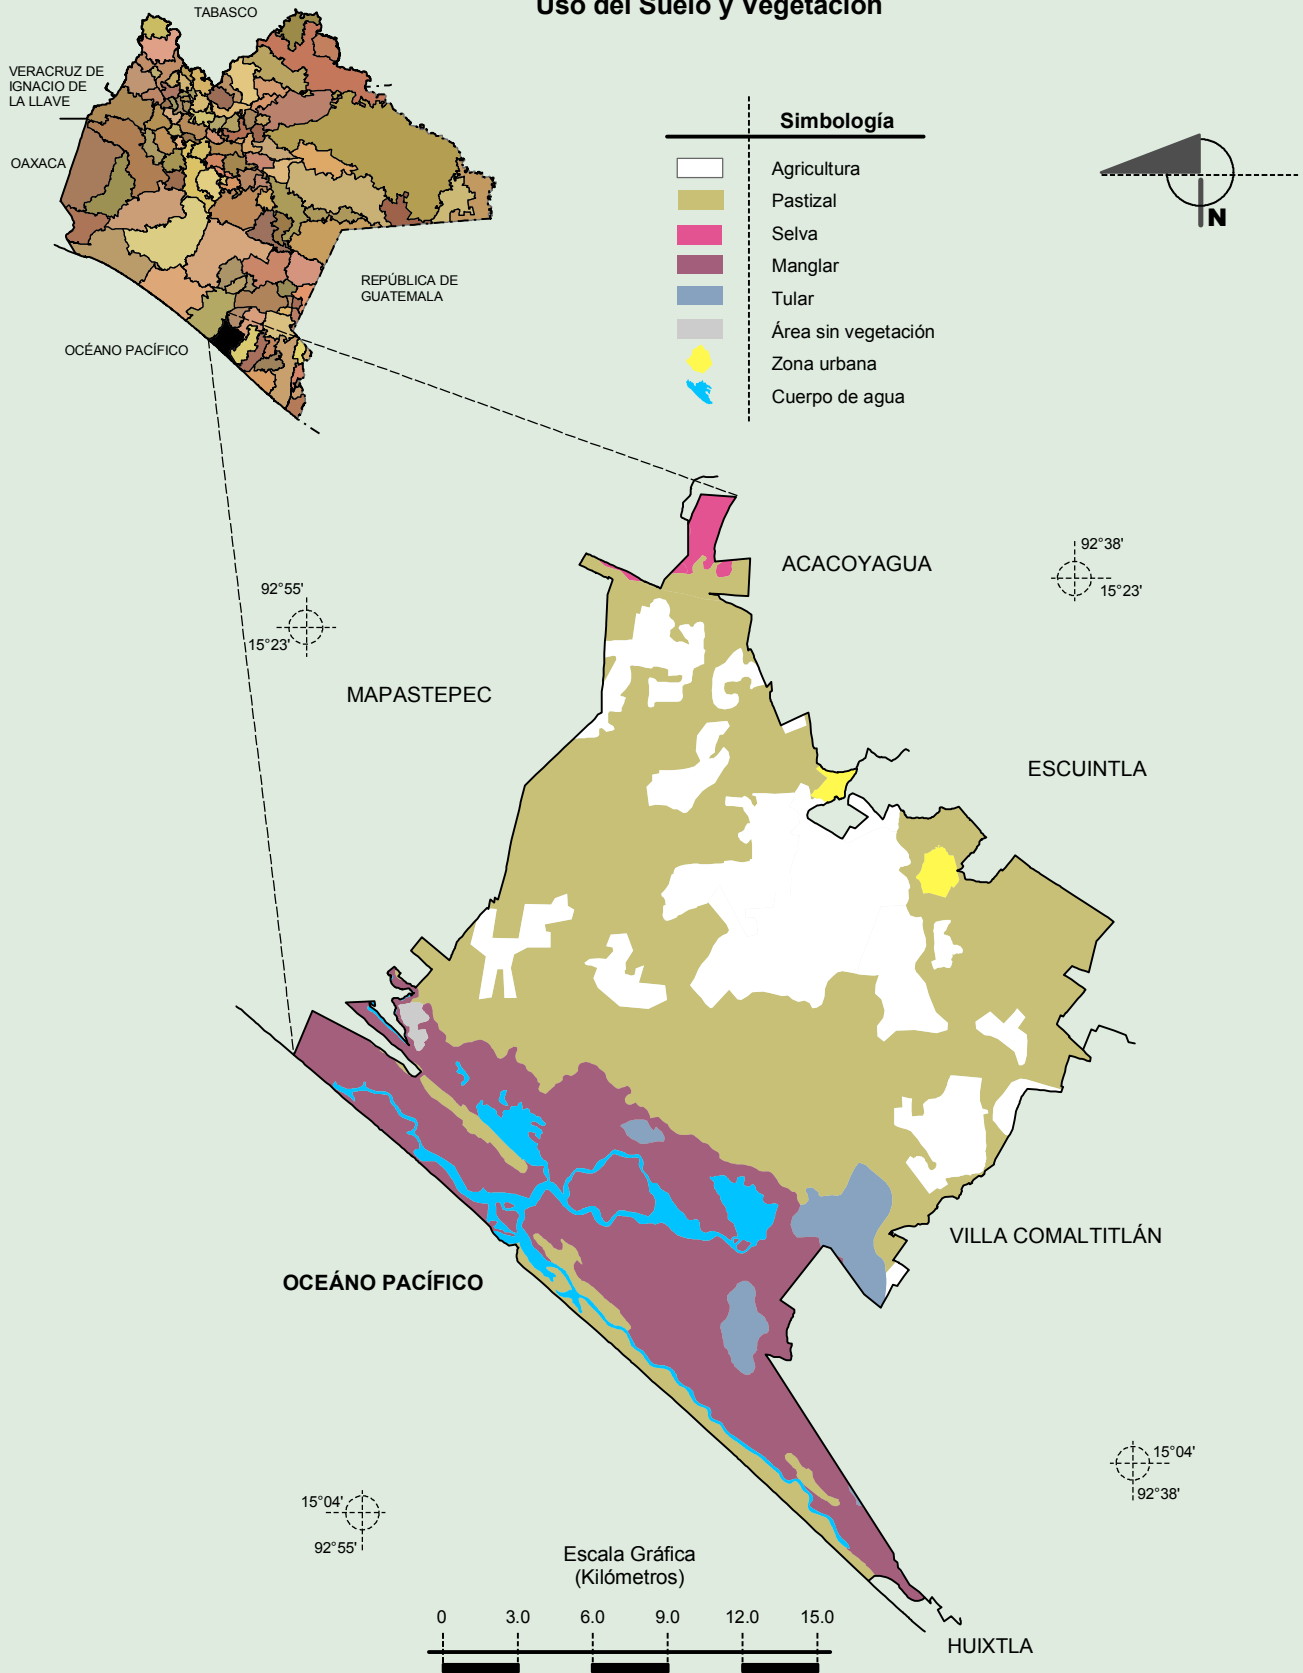 Uso del Suelo y Vegetación
TABASCO
VERACRUZ DE
IGNACIO DE
LA LLAVE
OAXACA
REPÚBLICA DE
GUATEMALA
OCÉANO PACÍFICO
Simbología
Agricultura
Pastizal
Selva
Manglar
Tular
Área sin vegetación
Zona urbana
Cuerpo de agua
N
ACACOYAGUA
92°38'
15°23'
92°55'
15°23'
MAPASTEPEC
ESCUINTLA
VILLA COMALTITLÁN
OCEÁNO PACÍFICO
15°04'
92°38'
15°04'
92°55'
Escala Gráfica
(Kilómetros)
0 3.0 6.0 9.0 12.0 15.0
HUIXTLA